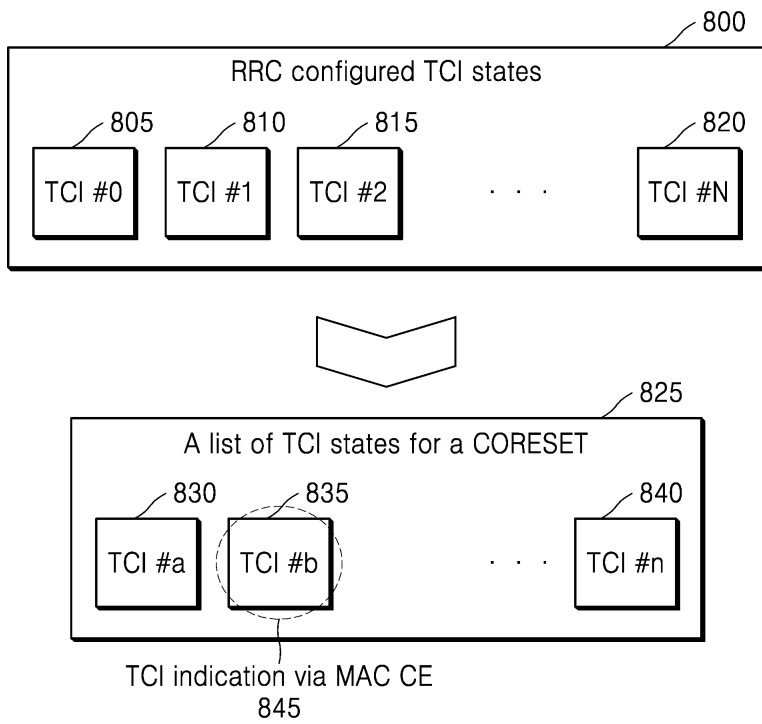 800
RRC configured TCI states
805 810 815 820
TCI #0 TCI #1 TCI #2 . . . TCI #N
825
A list of TCI states for a CORESET
830 835 840
TCI #a TCI #b . . . TCI #n
TCI indication via MAC CE
845